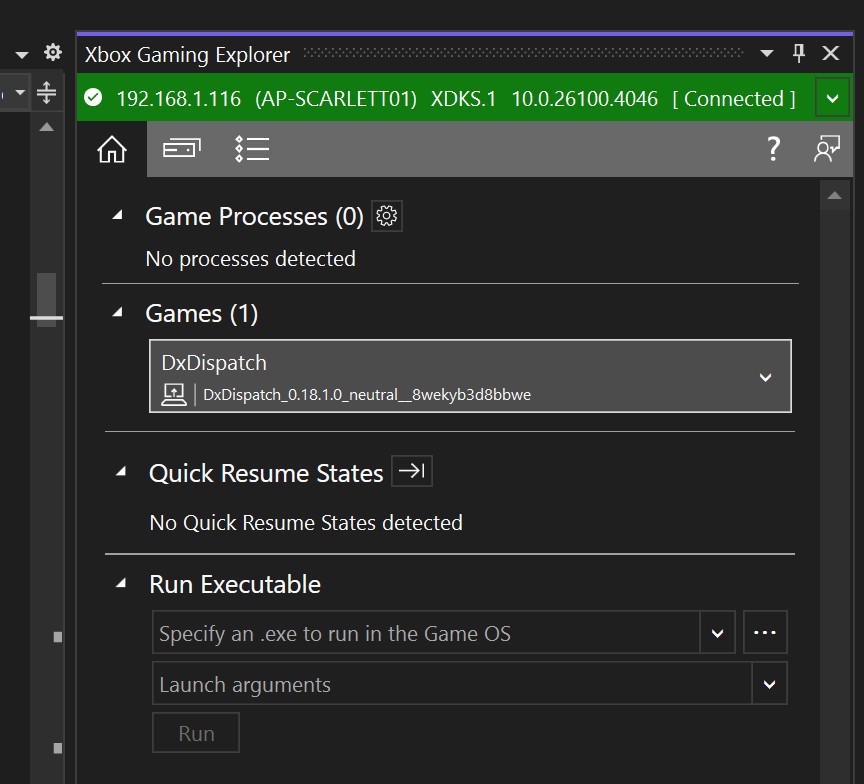 Xbox Gaming Explorer
192.168.1.116 (AP-SCARLETT01) XDKS.1 10.0.26100.4046 [ Connected ]
?
Game Processes (0)
No processes detected
Games (1)
DxDispatch
DxDispatch_0.18.1.0_neutral__8wekyb3d8bbwe
Quick Resume States
No Quick Resume States detected
Run Executable
Specify an .exe to run in the Game OS
Launch arguments
Run